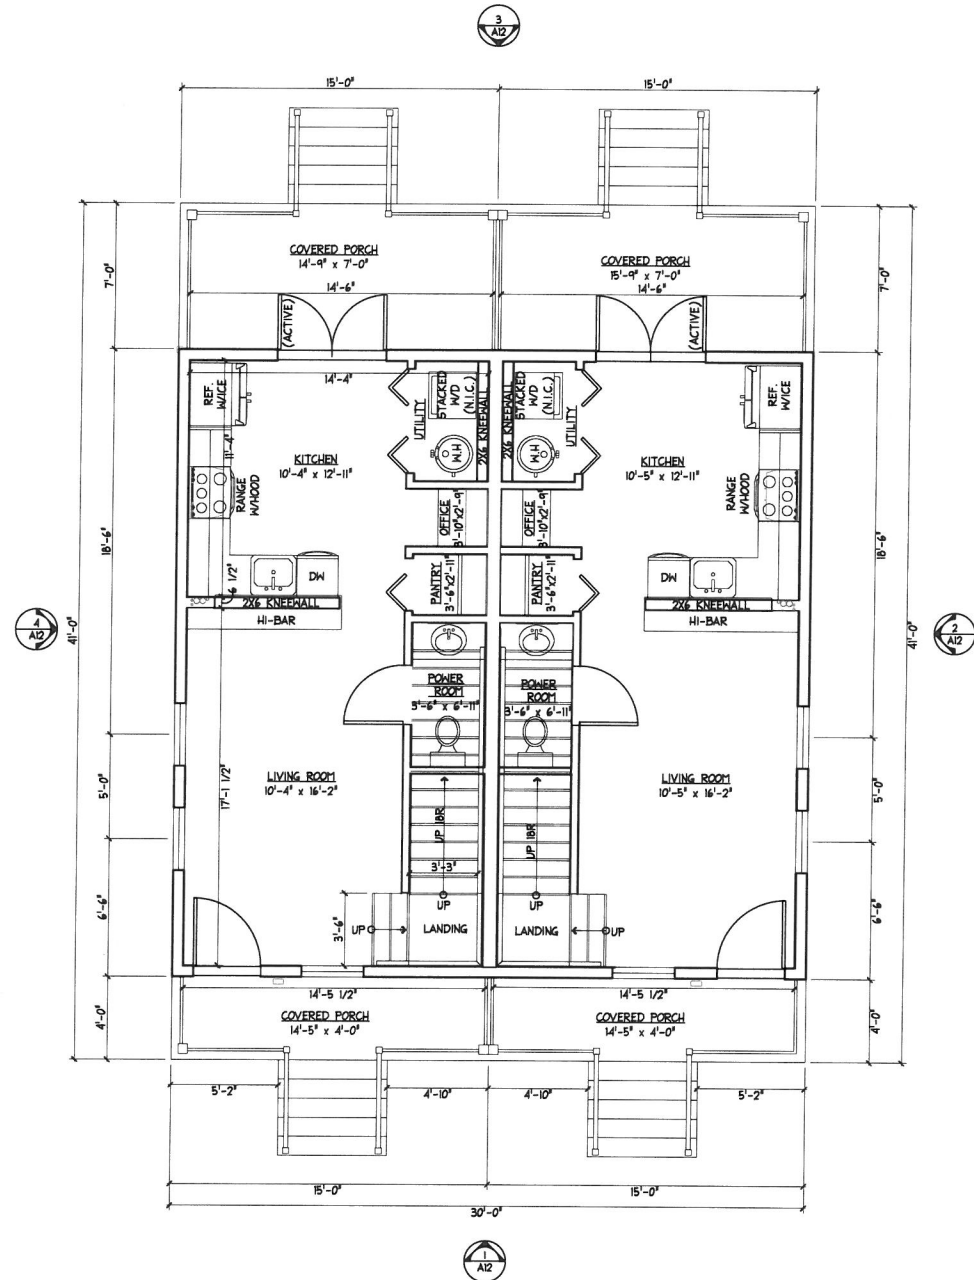 3
A12
15'-0"
15'-0"
COVERED PORCH
14'-9" x 7'-0"
14'-6"
COVERED PORCH
15'-9" x 7'-0"
14'-6"
7'-0"
7'-0"
(ACTIVE)
(ACTIVE)
14'-4"
REF.
W/ICE
11'-4"
UTILITY
STACKED
W/D
(N.I.C.)
2X6 KNEEWALL
H.W.
2X6 KNEEWALL
STACKED
W/D
(N.I.C.)
UTILITY
H.W.
REF.
W/ICE
KITCHEN
10'-4" x 12'-11"
KITCHEN
10'-5" x 12'-11"
RANGE
W/HOOD
RANGE
W/HOOD
OFFICE
3'-10"x2'-9"
OFFICE
3'-10"x2'-9"
18'-6"
18'-6"
6 1/2"
DW
DW
PANTRY
3'-6"x2'-11"
PANTRY
3'-6"x2'-11"
2X6 KNEEWALL
HI-BAR
2X6 KNEEWALL
HI-BAR
4
A12
41'-0"
2
A12
41'-0"
POWER
ROOM
3'-6" x 6'-11"
POWER
ROOM
3'-6" x 6'-11"
LIVING ROOM
10'-4" x 16'-2"
LIVING ROOM
10'-5" x 16'-2"
17'-1 1/2"
5'-0"
5'-0"
UP 18R
UP 18R
3'-3"
6'-6"
6'-6"
3'-6"
UP
UP
UP
LANDING
LANDING
UP
14'-5 1/2"
14'-5 1/2"
COVERED PORCH
14'-5" x 4'-0"
COVERED PORCH
14'-5" x 4'-0"
4'-0"
4'-0"
5'-2"
4'-10"
4'-10"
5'-2"
15'-0"
15'-0"
30'-0"
1
A12